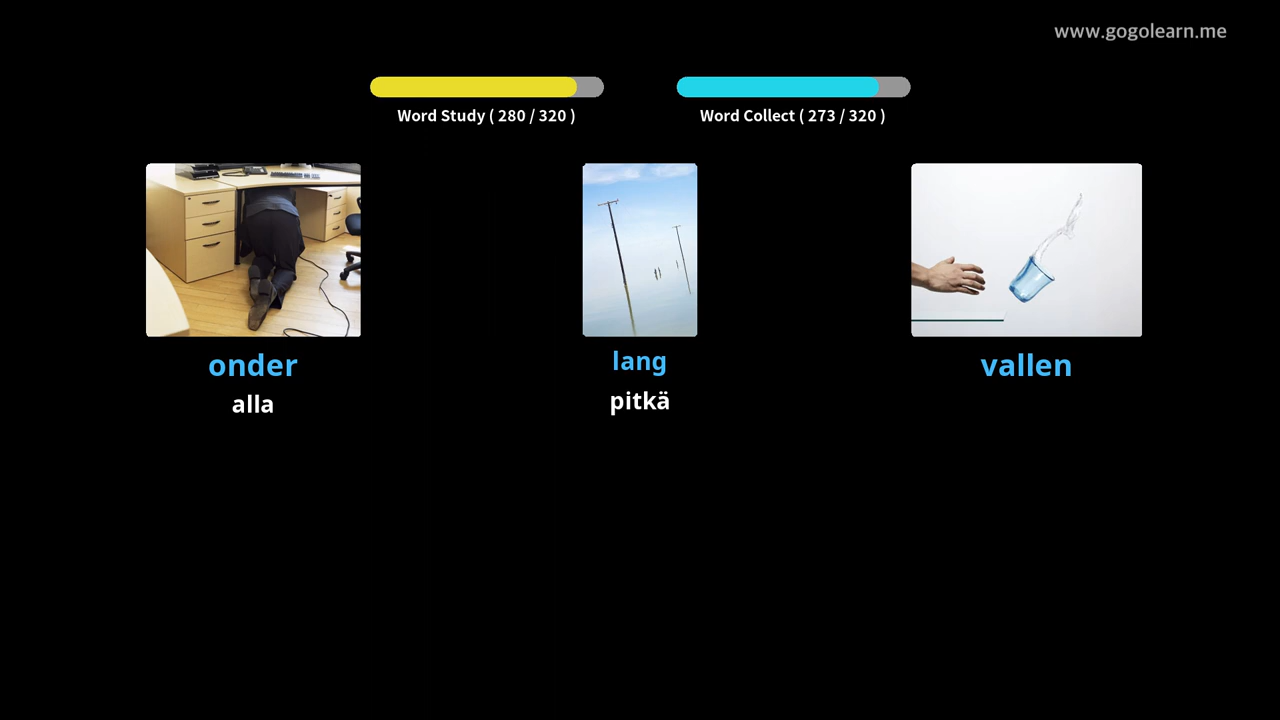 www.gogolearn.me
Word Study ( 280 / 320 )
Word Collect ( 273 / 320 )
onder
alla
lang
pitkä
vallen